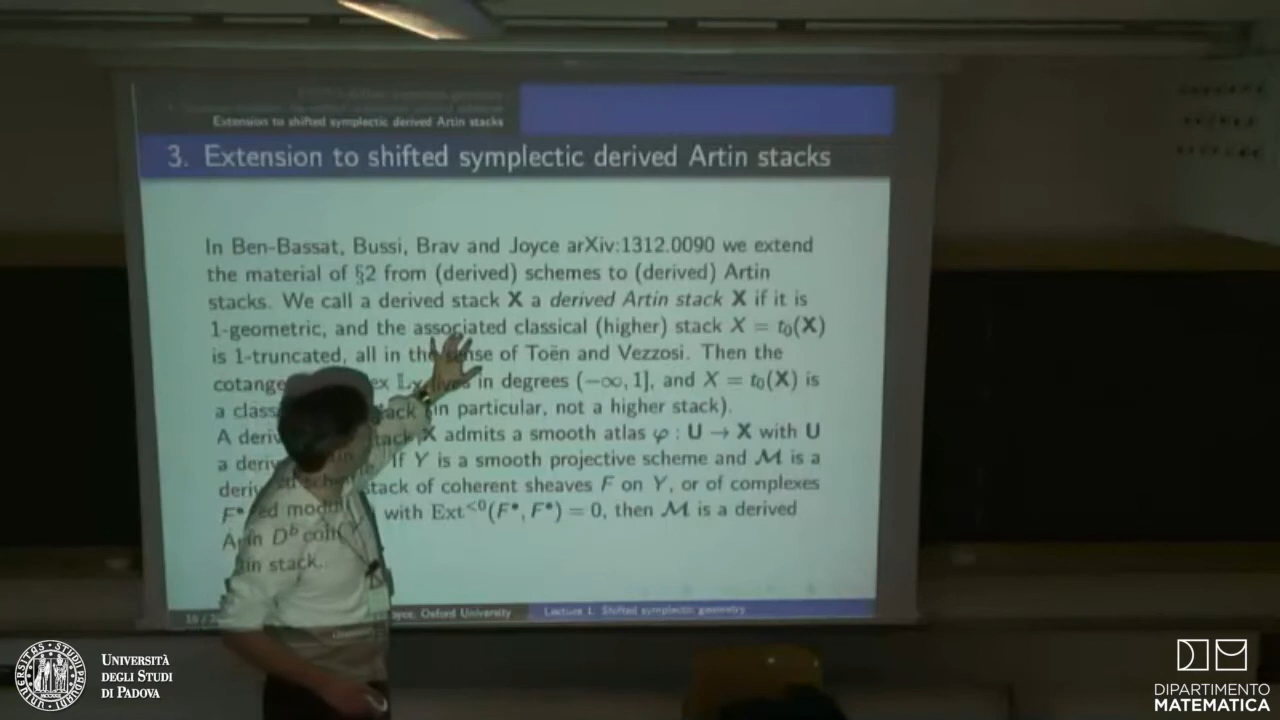 Extension to shifted symplectic derived Artin stacks
3. Extension to shifted symplectic derived Artin stacks
In Ben-Bassat, Bussi, Brav and Joyce arXiv:1312.0090 we extend
the material of §2 from (derived) schemes to (derived) Artin
stacks. We call a derived stack X a derived Artin stack X if it is
1-geometric, and the associated classical (higher) stack X = t₀(X)
is 1-truncated, all in the sense of Toën and Vezzosi. Then the
in degrees (−∞, 1], and X = t₀(X) is
(in particular, not a higher stack).
X admits a smooth atlas φ : U → X with U
If Y is a smooth projective scheme and M is a
stack of coherent sheaves F on Y, or of complexes
F• with Ext<0(F•, F•) = 0, then M is a derived
stack.
Oxford University Lecture 1: Shifted symplectic geometry
UNIVERSITÀ
DEGLI STUDI
DI PADOVA
DIPARTIMENTO
MATEMATICA